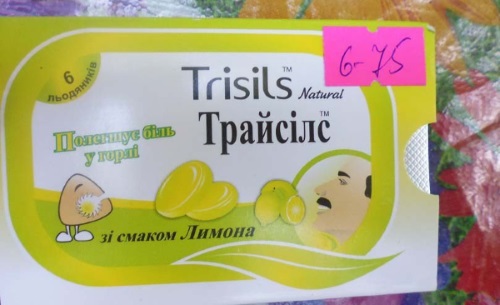 6
льодяників
Trisils™
Natural
6-75
Трайсілс™
Полегшує біль
у горлі
зі смаком Лимона